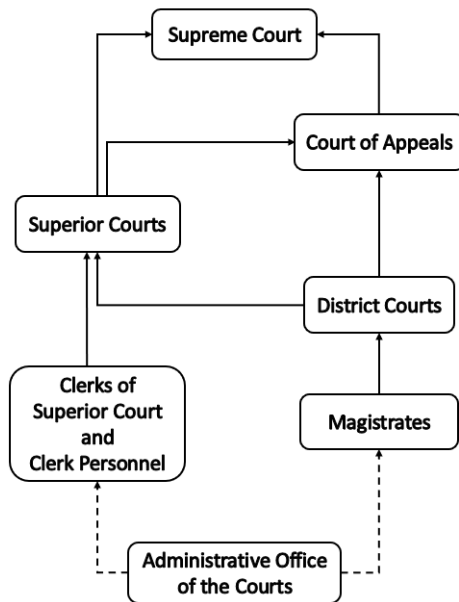 Supreme Court
Court of Appeals
Superior Courts
District Courts
Clerks of
Superior Court
and
Clerk Personnel
Magistrates
Administrative Office
of the Courts